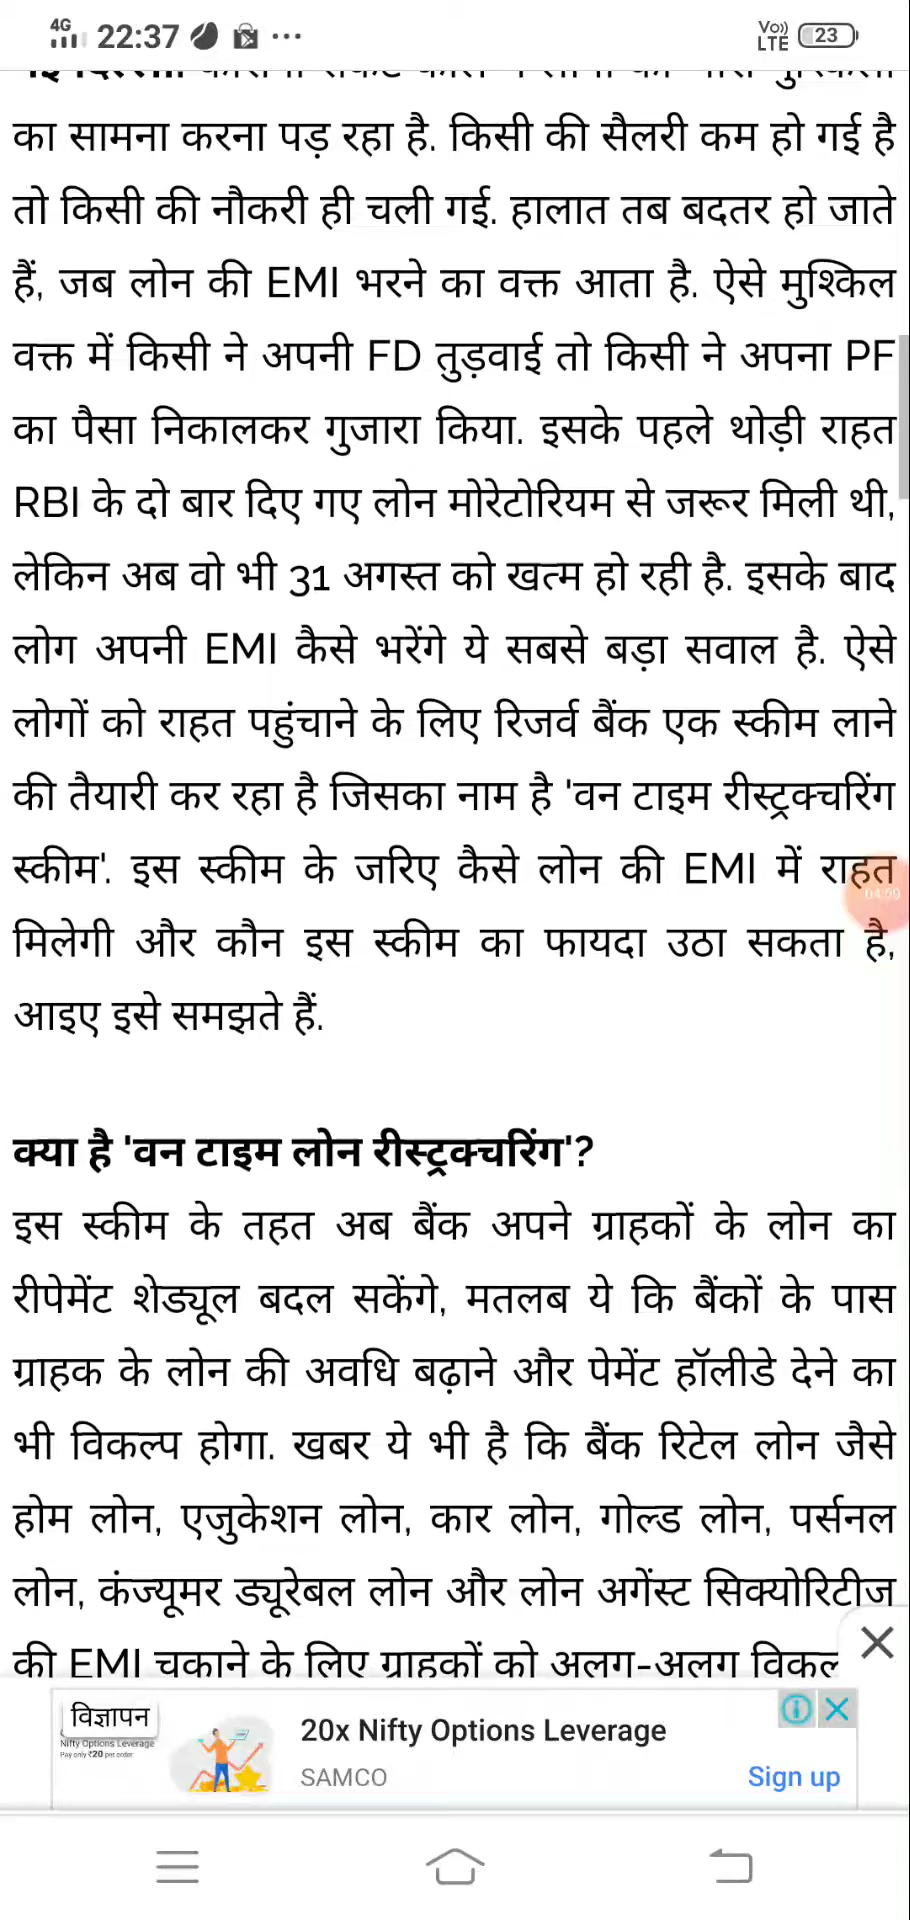 4G 22:37 ... Vo)) LTE 23
का सामना करना पड़ रहा है. किसी की सैलरी कम हो गई है
तो किसी की नौकरी ही चली गई. हालात तब बदतर हो जाते
हैं, जब लोन की EMI भरने का वक्त आता है. ऐसे मुश्किल
वक्त में किसी ने अपनी FD तुड़वाई तो किसी ने अपना PF
का पैसा निकालकर गुजारा किया. इसके पहले थोड़ी राहत
RBI के दो बार दिए गए लोन मोरेटोरियम से जरूर मिली थी,
लेकिन अब वो भी 31 अगस्त को खत्म हो रही है. इसके बाद
लोग अपनी EMI कैसे भरेंगे ये सबसे बड़ा सवाल है. ऐसे
लोगों को राहत पहुंचाने के लिए रिजर्व बैंक एक स्कीम लाने
की तैयारी कर रहा है जिसका नाम है 'वन टाइम रीस्ट्रक्चरिंग
स्कीम'. इस स्कीम के जरिए कैसे लोन की EMI में राहत
04:59
मिलेगी और कौन इस स्कीम का फायदा उठा सकता है,
आइए इसे समझते हैं.
क्या है 'वन टाइम लोन रीस्ट्रक्चरिंग'?
इस स्कीम के तहत अब बैंक अपने ग्राहकों के लोन का
रीपेमेंट शेड्यूल बदल सकेंगे, मतलब ये कि बैंकों के पास
ग्राहक के लोन की अवधि बढ़ाने और पेमेंट हॉलीडे देने का
भी विकल्प होगा. खबर ये भी है कि बैंक रिटेल लोन जैसे
होम लोन, एजुकेशन लोन, कार लोन, गोल्ड लोन, पर्सनल
लोन, कंज्यूमर ड्यूरेबल लोन और लोन अगेंस्ट सिक्योरिटीज
की EMI चुकाने के लिए ग्राहकों को अलग-अलग
विज्ञापन
Nifty Options Leverage
Pay only ₹20 per order
20x Nifty Options Leverage
SAMCO
Sign up